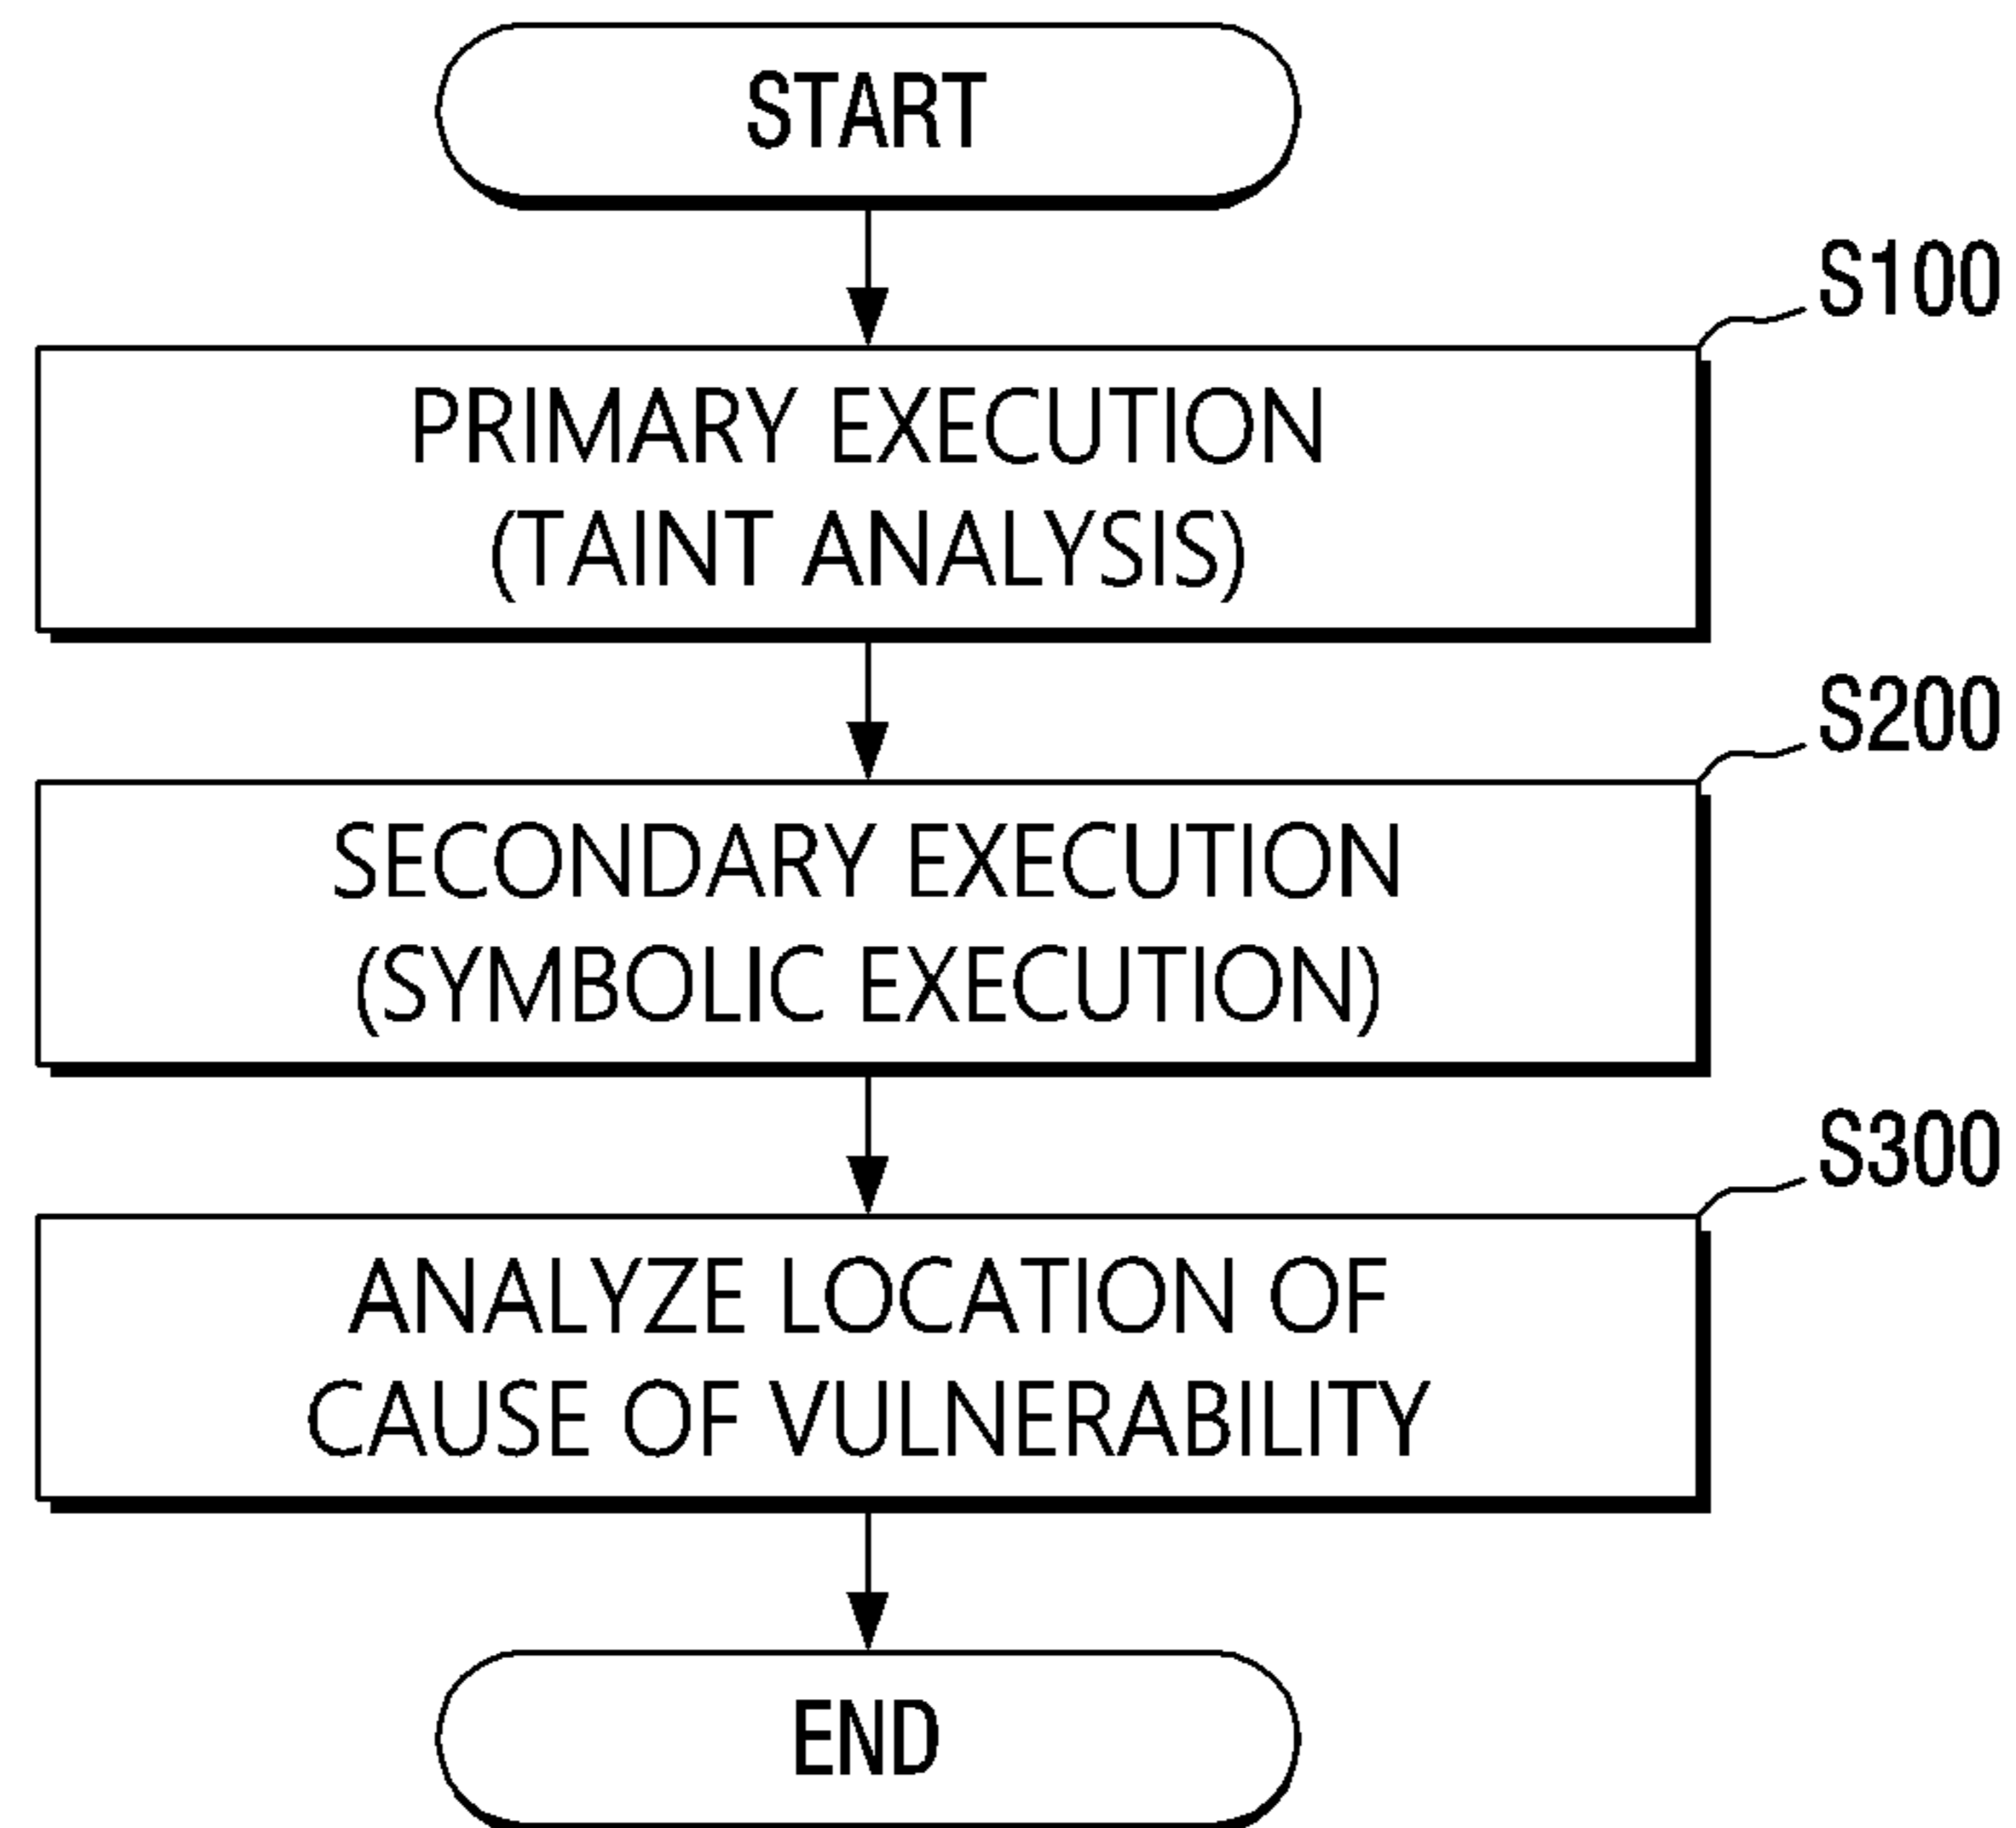 START
S100
PRIMARY EXECUTION
(TAINT ANALYSIS)
S200
SECONDARY EXECUTION
(SYMBOLIC EXECUTION)
S300
ANALYZE LOCATION OF
CAUSE OF VULNERABILITY
END